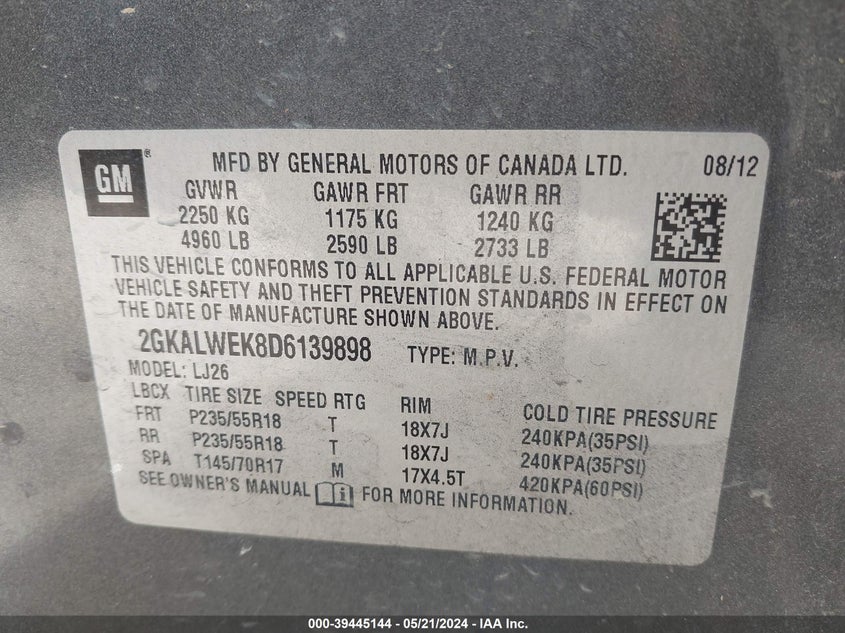 GM® MFD BY GENERAL MOTORS OF CANADA LTD. 08/12
GVWR GAWR FRT GAWR RR
2250 KG 1175 KG 1240 KG
4960 LB 2590 LB 2733 LB
THIS VEHICLE CONFORMS TO ALL APPLICABLE U.S. FEDERAL MOTOR
VEHICLE SAFETY AND THEFT PREVENTION STANDARDS IN EFFECT ON
THE DATE OF MANUFACTURE SHOWN ABOVE.
2GKALWEK8D6139898 TYPE: M.P.V.
MODEL: LJ26
LBCX TIRE SIZE SPEED RTG RIM COLD TIRE PRESSURE
FRT P235/55R18 T 18X7J 240KPA(35PSI)
RR P235/55R18 T 18X7J 240KPA(35PSI)
SPA T145/70R17 M 17X4.5T 420KPA(60PSI)
SEE OWNER'S MANUAL FOR MORE INFORMATION.
000-39445144 / 05/21/2024 - IAA Inc.